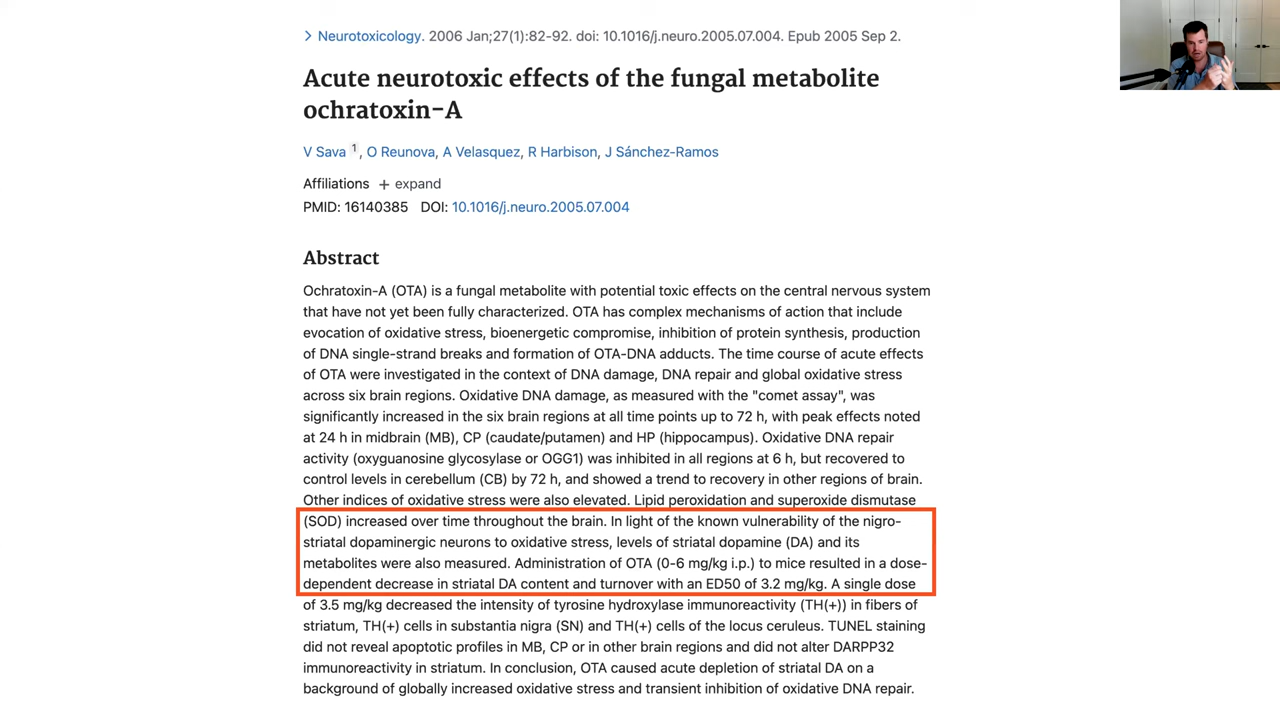 Neurotoxicology. 2006 Jan;27(1):82-92. doi: 10.1016/j.neuro.2005.07.004. Epub 2005 Sep 2.
Acute neurotoxic effects of the fungal metabolite
ochratoxin-A
V Sava 1, O Reunova, A Velasquez, R Harbison, J Sánchez-Ramos
Affiliations + expand
PMID: 16140385 DOI: 10.1016/j.neuro.2005.07.004
Abstract
Ochratoxin-A (OTA) is a fungal metabolite with potential toxic effects on the central nervous system
that have not yet been fully characterized. OTA has complex mechanisms of action that include
evocation of oxidative stress, bioenergetic compromise, inhibition of protein synthesis, production
of DNA single-strand breaks and formation of OTA-DNA adducts. The time course of acute effects
of OTA were investigated in the context of DNA damage, DNA repair and global oxidative stress
across six brain regions. Oxidative DNA damage, as measured with the "comet assay", was
significantly increased in the six brain regions at all time points up to 72 h, with peak effects noted
at 24 h in midbrain (MB), CP (caudate/putamen) and HP (hippocampus). Oxidative DNA repair
activity (oxyguanosine glycosylase or OGG1) was inhibited in all regions at 6 h, but recovered to
control levels in cerebellum (CB) by 72 h, and showed a trend to recovery in other regions of brain.
Other indices of oxidative stress were also elevated. Lipid peroxidation and superoxide dismutase
(SOD) increased over time throughout the brain. In light of the known vulnerability of the nigro-
striatal dopaminergic neurons to oxidative stress, levels of striatal dopamine (DA) and its
metabolites were also measured. Administration of OTA (0-6 mg/kg i.p.) to mice resulted in a dose-
dependent decrease in striatal DA content and turnover with an ED50 of 3.2 mg/kg. A single dose
of 3.5 mg/kg decreased the intensity of tyrosine hydroxylase immunoreactivity (TH(+)) in fibers of
striatum, TH(+) cells in substantia nigra (SN) and TH(+) cells of the locus ceruleus. TUNEL staining
did not reveal apoptotic profiles in MB, CP or in other brain regions and did not alter DARPP32
immunoreactivity in striatum. In conclusion, OTA caused acute depletion of striatal DA on a
background of globally increased oxidative stress and transient inhibition of oxidative DNA repair.